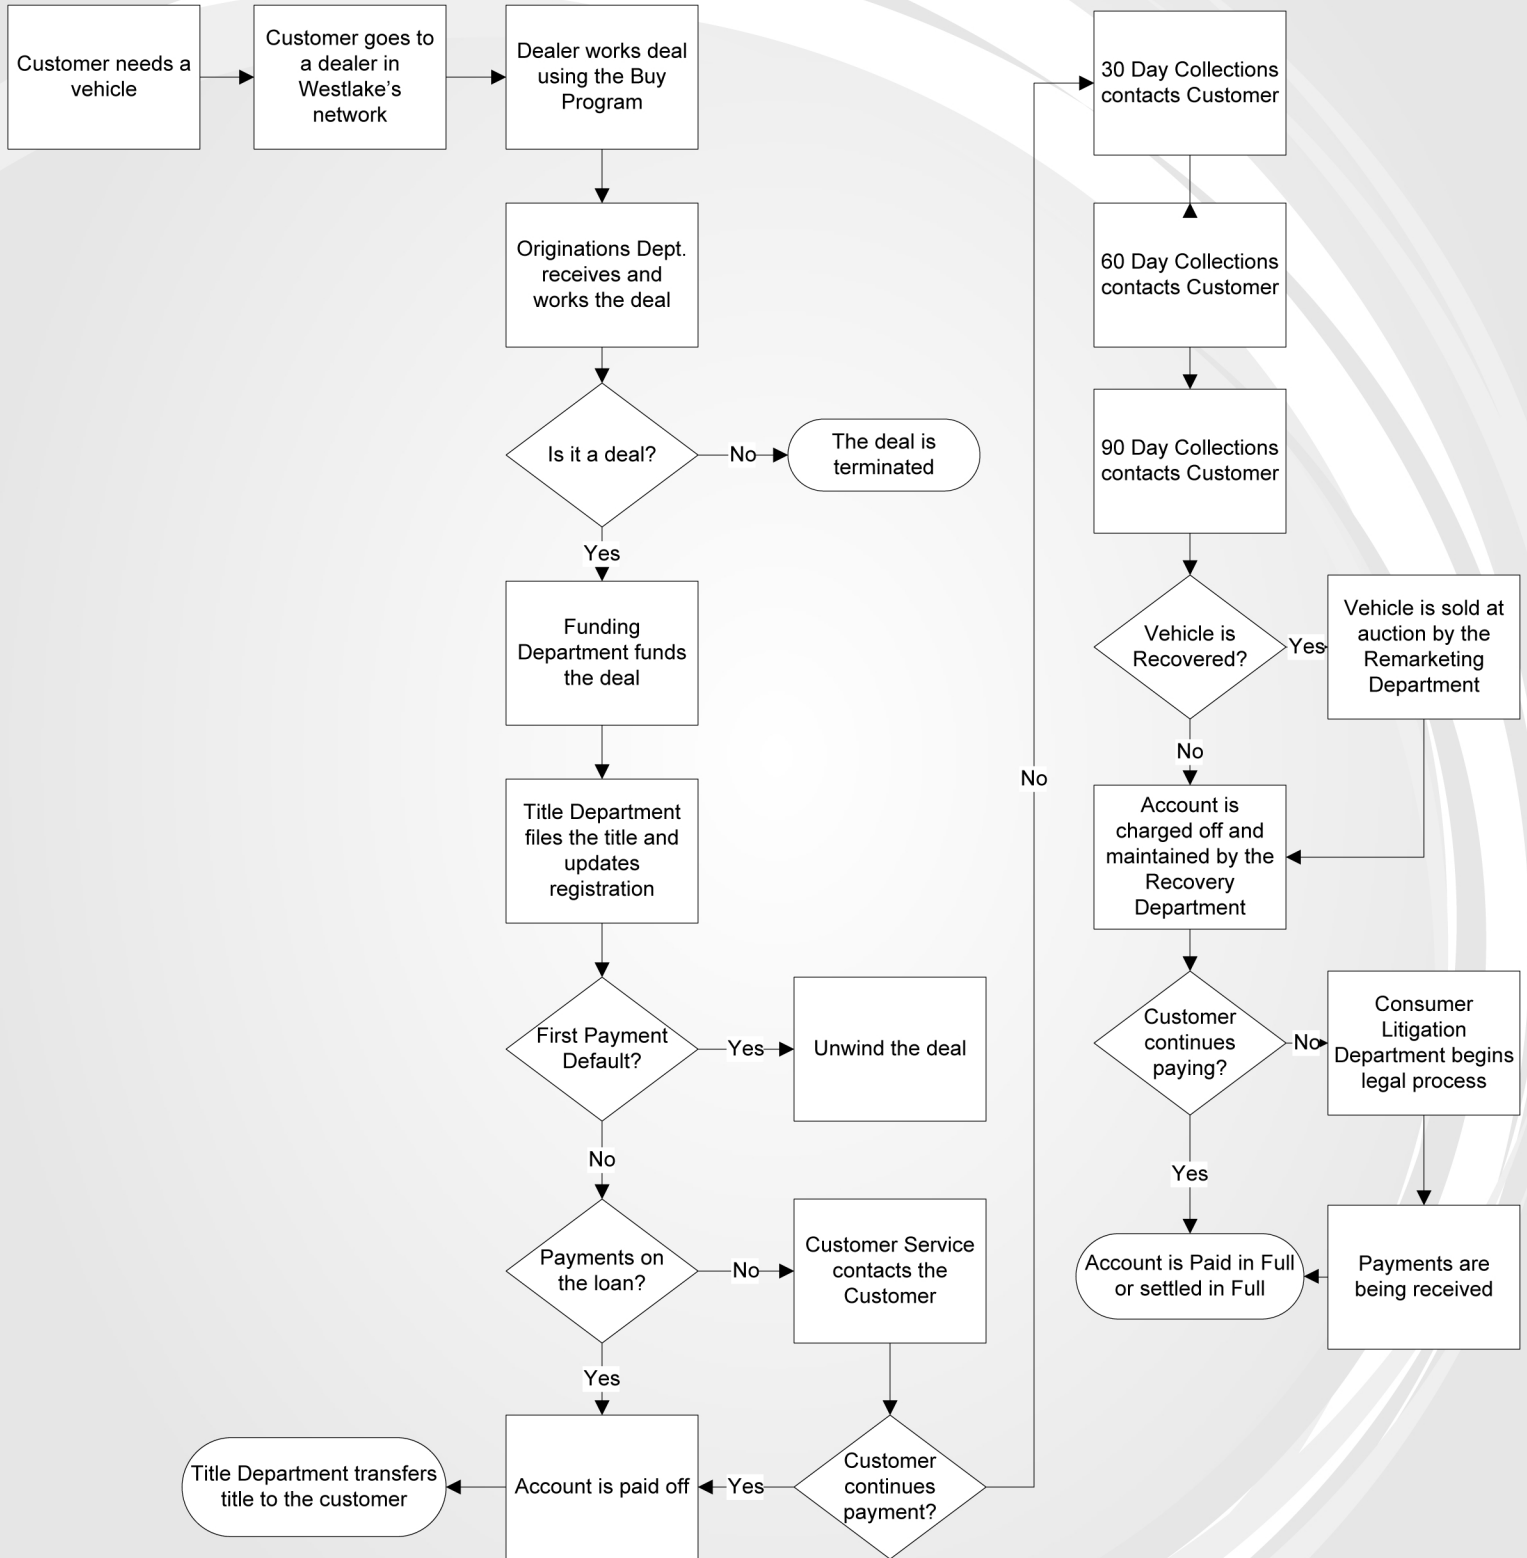 Customer needs a
vehicle
Customer goes to
a dealer in
Westlake’s
network
Dealer works deal
using the Buy
Program
Originations Dept.
receives and
works the deal
Is it a deal?
No
The deal is
terminated
Yes
Funding
Department funds
the deal
Title Department
files the title and
updates
registration
First Payment
Default?
Yes
Unwind the deal
No
Payments on
the loan?
No
Customer Service
contacts the
Customer
Yes
Customer
continues
payment?
Yes
Account is paid off
Title Department transfers
title to the customer
No
30 Day Collections
contacts Customer
60 Day Collections
contacts Customer
90 Day Collections
contacts Customer
Vehicle is
Recovered?
Yes
Vehicle is sold at
auction by the
Remarketing
Department
No
Account is
charged off and
maintained by the
Recovery
Department
Customer
continues
paying?
No
Consumer
Litigation
Department begins
legal process
Yes
Payments are
being received
Account is Paid in Full
or settled in Full